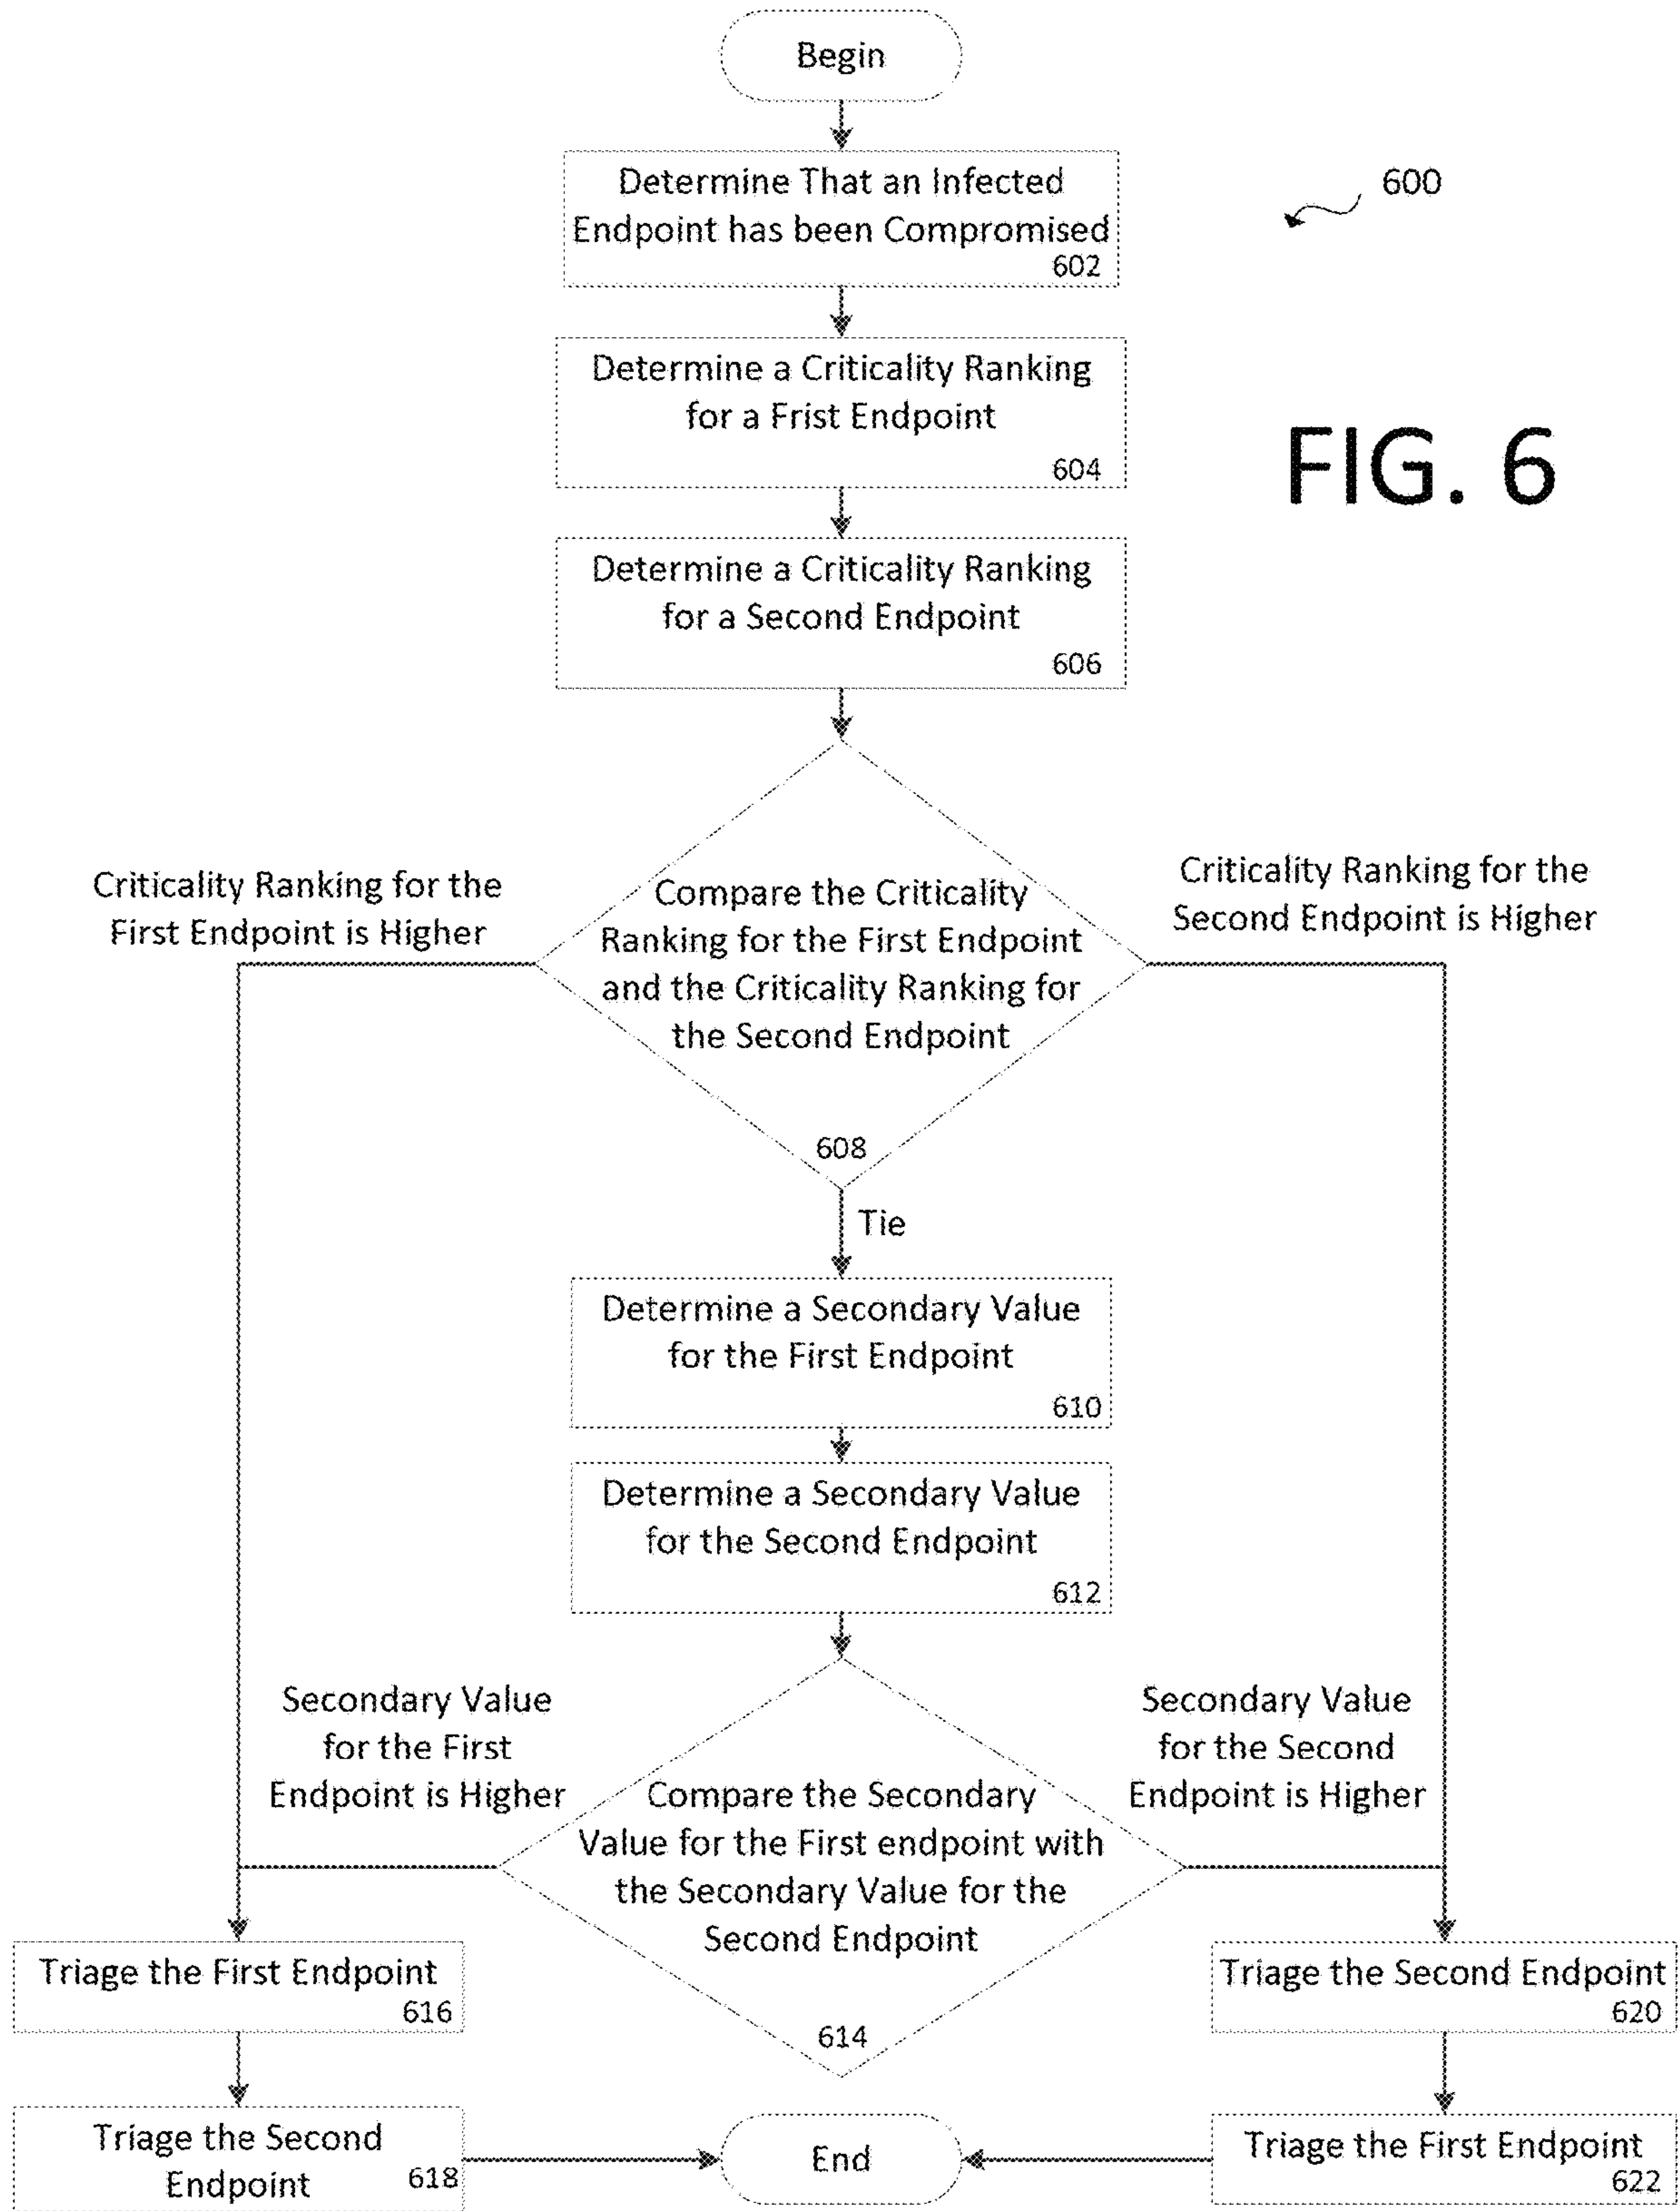 Begin
Determine That an Infected
Endpoint has been Compromised
602
600
Determine a Criticality Ranking
for a Frist Endpoint
604
FIG. 6
Determine a Criticality Ranking
for a Second Endpoint
606
Criticality Ranking for the
First Endpoint is Higher
Compare the Criticality
Ranking for the First Endpoint
and the Criticality Ranking for
the Second Endpoint
608
Criticality Ranking for the
Second Endpoint is Higher
Tie
Determine a Secondary Value
for the First Endpoint
610
Determine a Secondary Value
for the Second Endpoint
612
Secondary Value
for the First
Endpoint is Higher
Compare the Secondary
Value for the First endpoint with
the Secondary Value for the
Second Endpoint
614
Secondary Value
for the Second
Endpoint is Higher
Triage the First Endpoint
616
Triage the Second Endpoint
620
Triage the Second
Endpoint
618
End
Triage the First Endpoint
622